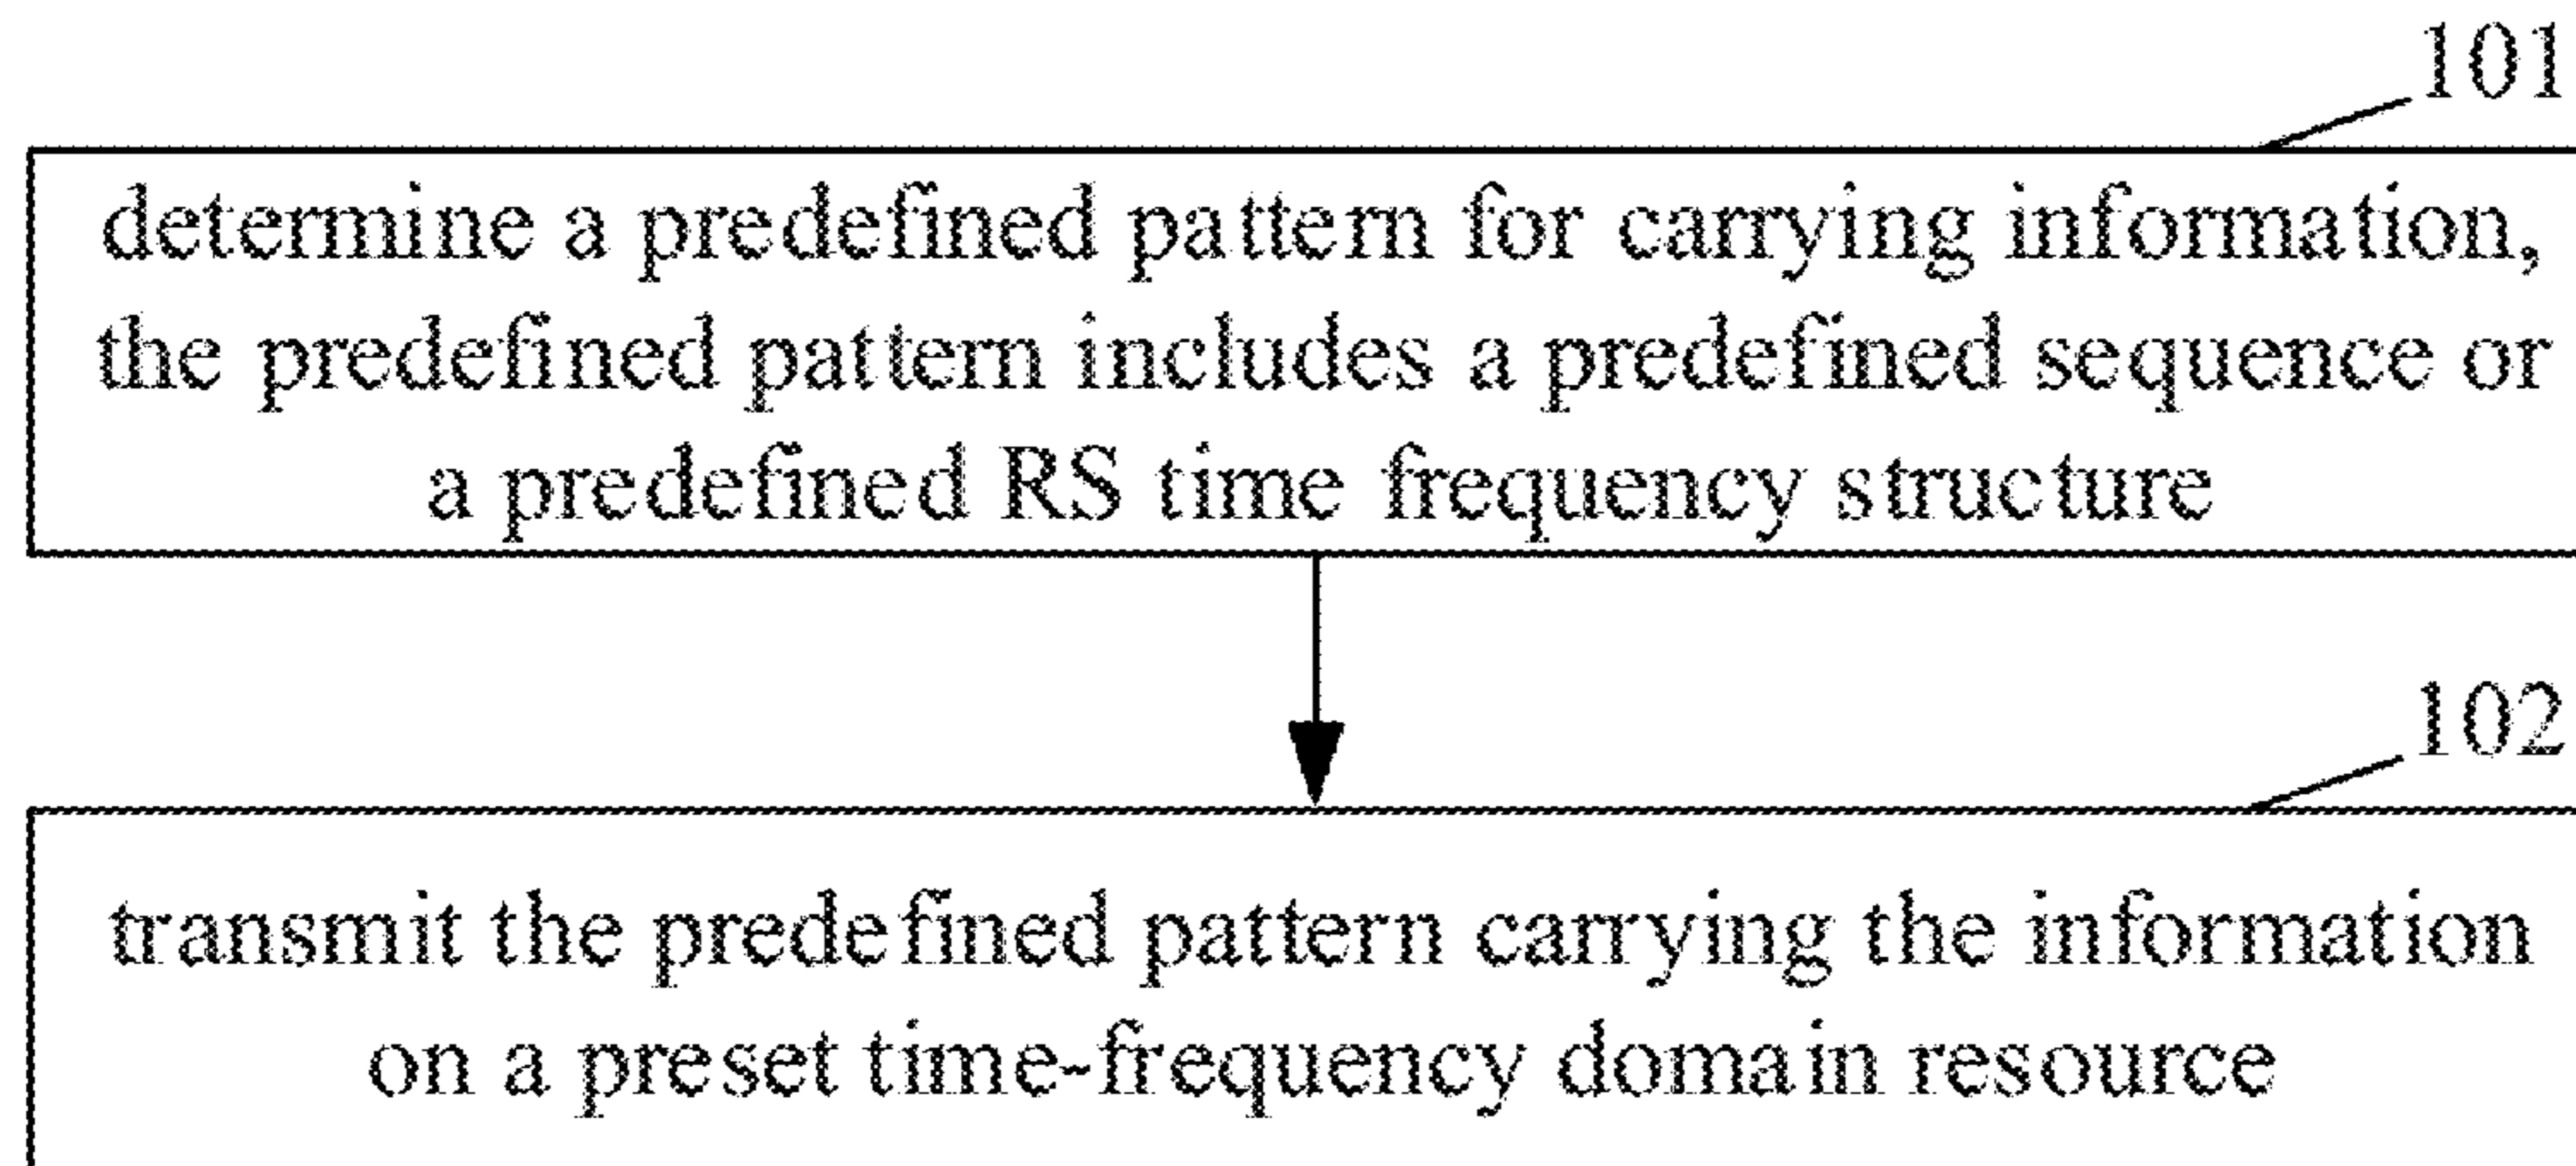 101
determine a predefined pattern for carrying information,
the predefined pattern includes a predefined sequence or
a predefined RS time frequency structure
102
transmit the predefined pattern carrying the information
on a preset time-frequency domain resource